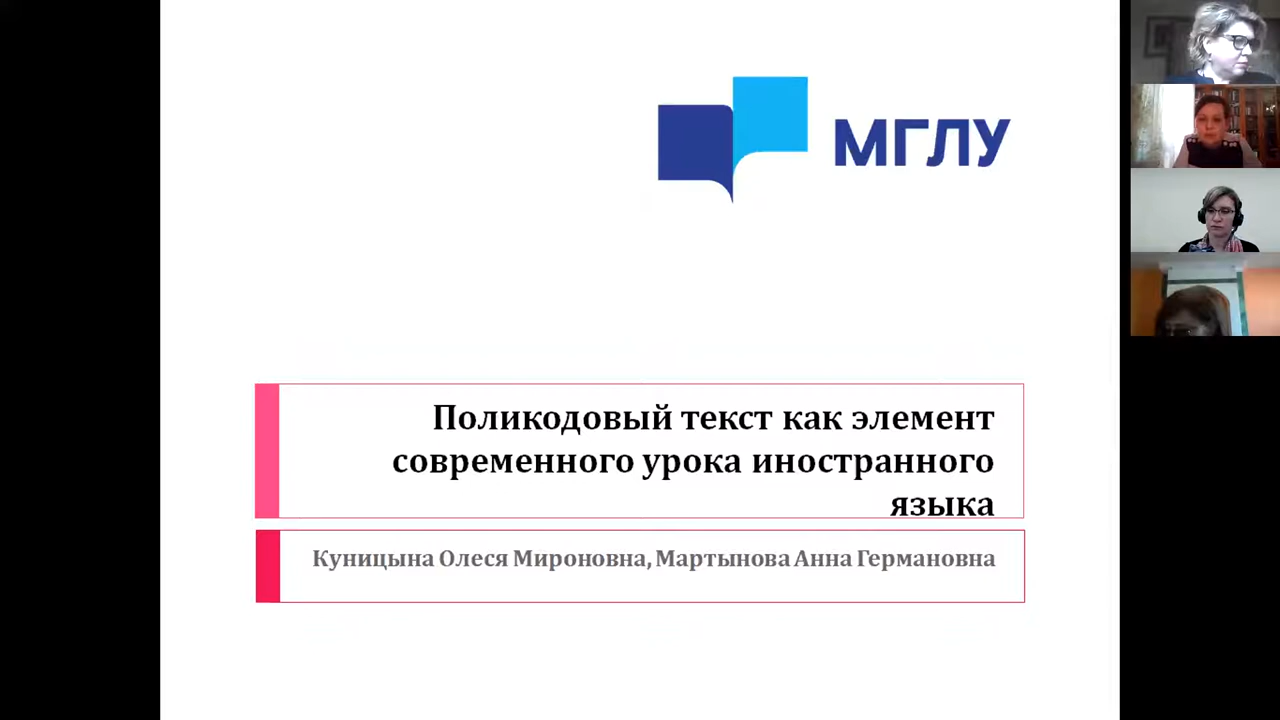 МГЛУ
Поликодовый текст как элемент
современного урока иностранного
языка
Куницына Олеся Мироновна, Мартынова Анна Германовна